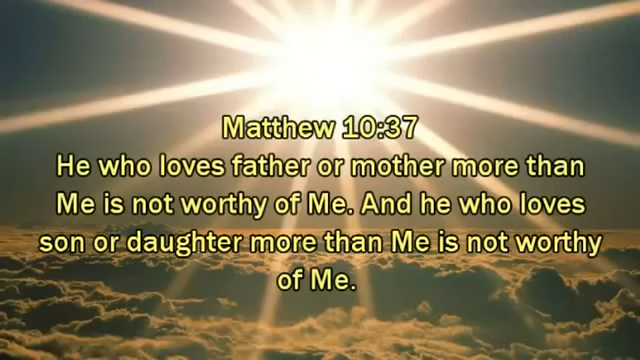 Matthew 10:37
He who loves father or mother more than
Me is not worthy of Me. And he who loves
son or daughter more than Me is not worthy
of Me.